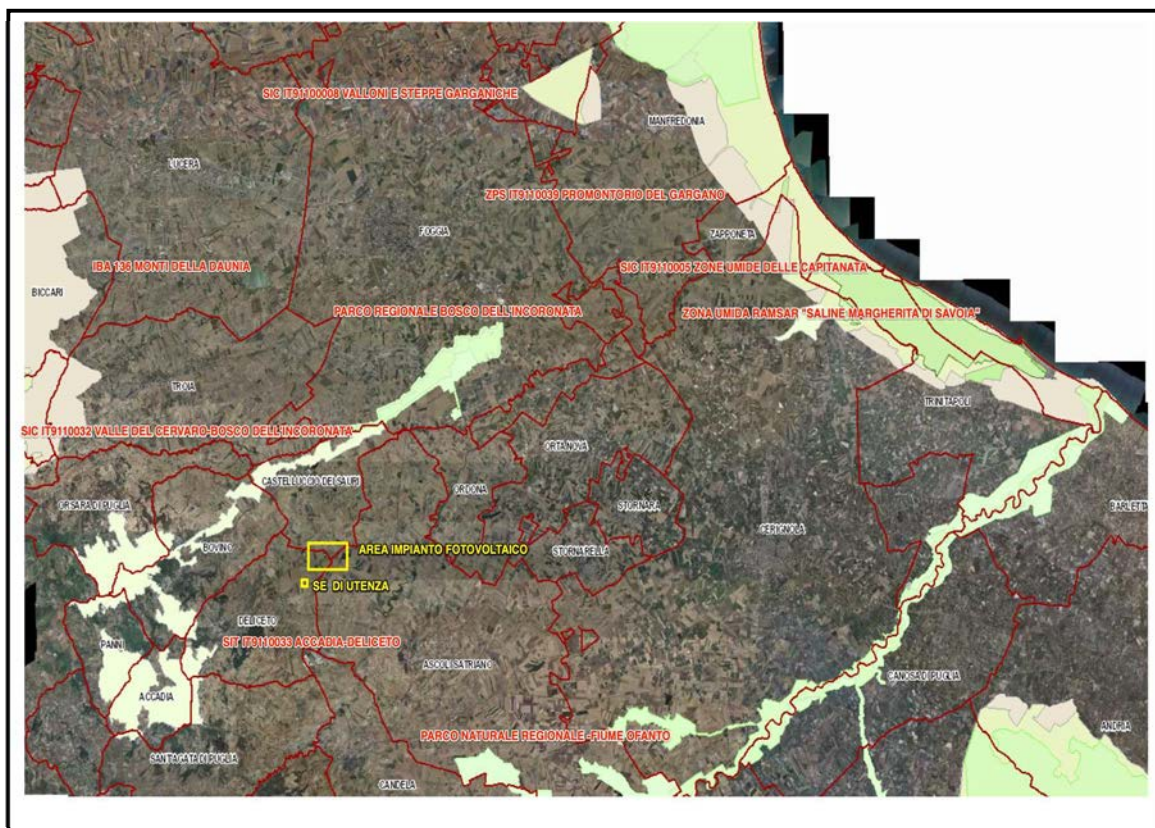 SIC IT91100008 VALLONI E STEPPE GARGANICHE
MANFREDONIA
LUCERA
ZPS IT9110039 PROMONTORIO DEL GARGANO
FOGGIA
ZAPPONETA
IBA 135 MONTI DELLA DAUNIA
SIC IT9110005 ZONE UMIDE DELLE CAPITANATA
BICCARI
PARCO REGIONALE BOSCO DELL'INCORONATA
ZONA UMIDA RAMSAR "SALINE MARGHERITA DI SAVOIA"
TROIA
TRINITAPOLI
SIC IT9110032 VALLE DEL CERVARO-BOSCO DELL'INCORONATA
ORTA NOVA
CASTELLUCCIO DEI SAURI
ORDONA
ORSARA DI PUGLIA
STORNARA
BARLETTA
CERIGNOLA
BOVINO
AREA IMPIANTO FOTOVOLTAICO
STORNARELLA
SE DI UTENZA
DELICETO
SIT IT9110033 ACCADIA-DELICETO
PANNI
ASCOLI SATRIANO
CANOSA DI PUGLIA
ACCADIA
ANDRIA
PARCO NATURALE REGIONALE -FIUME OFANTO
SANT'AGATA DI PUGLIA
CANDELA